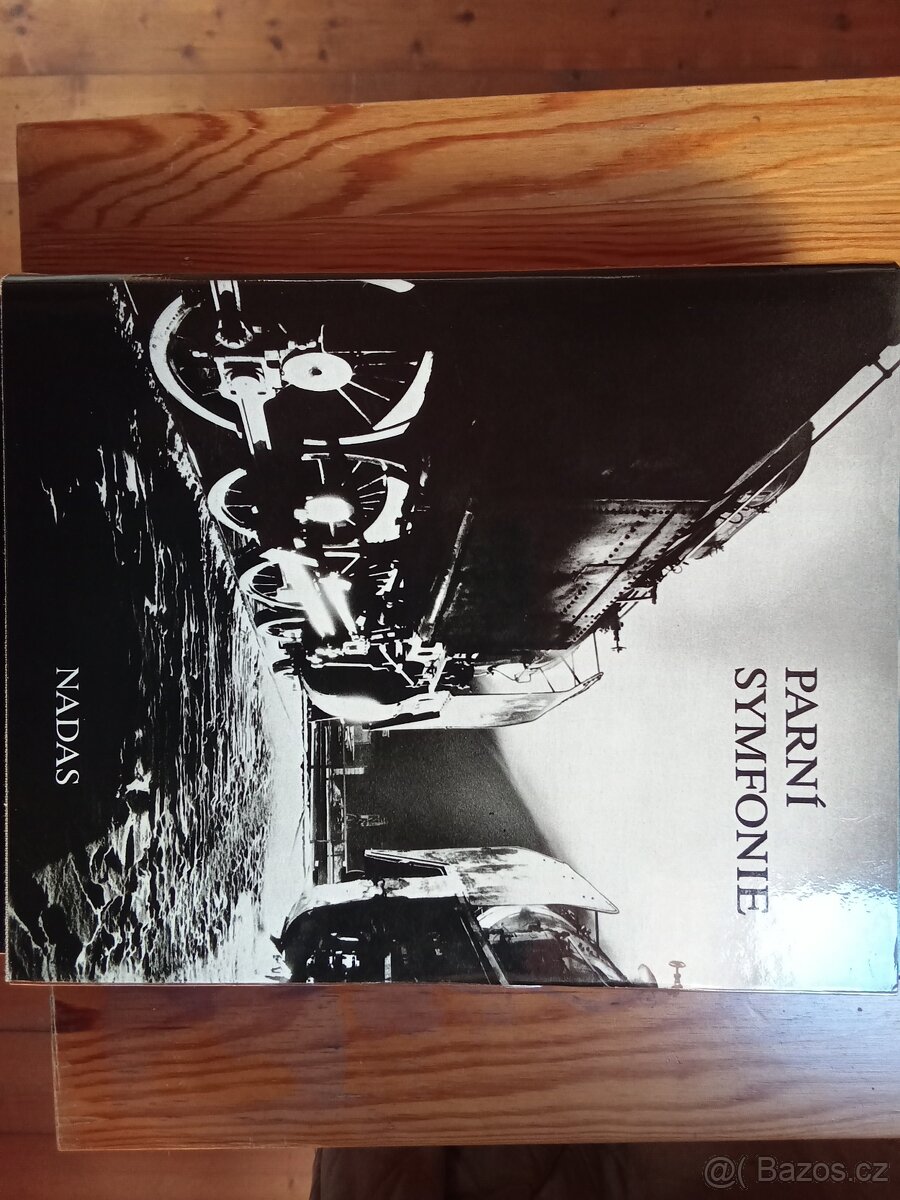 PARNÍ
SYMFONIE
NADAS
@( Bazos.cz